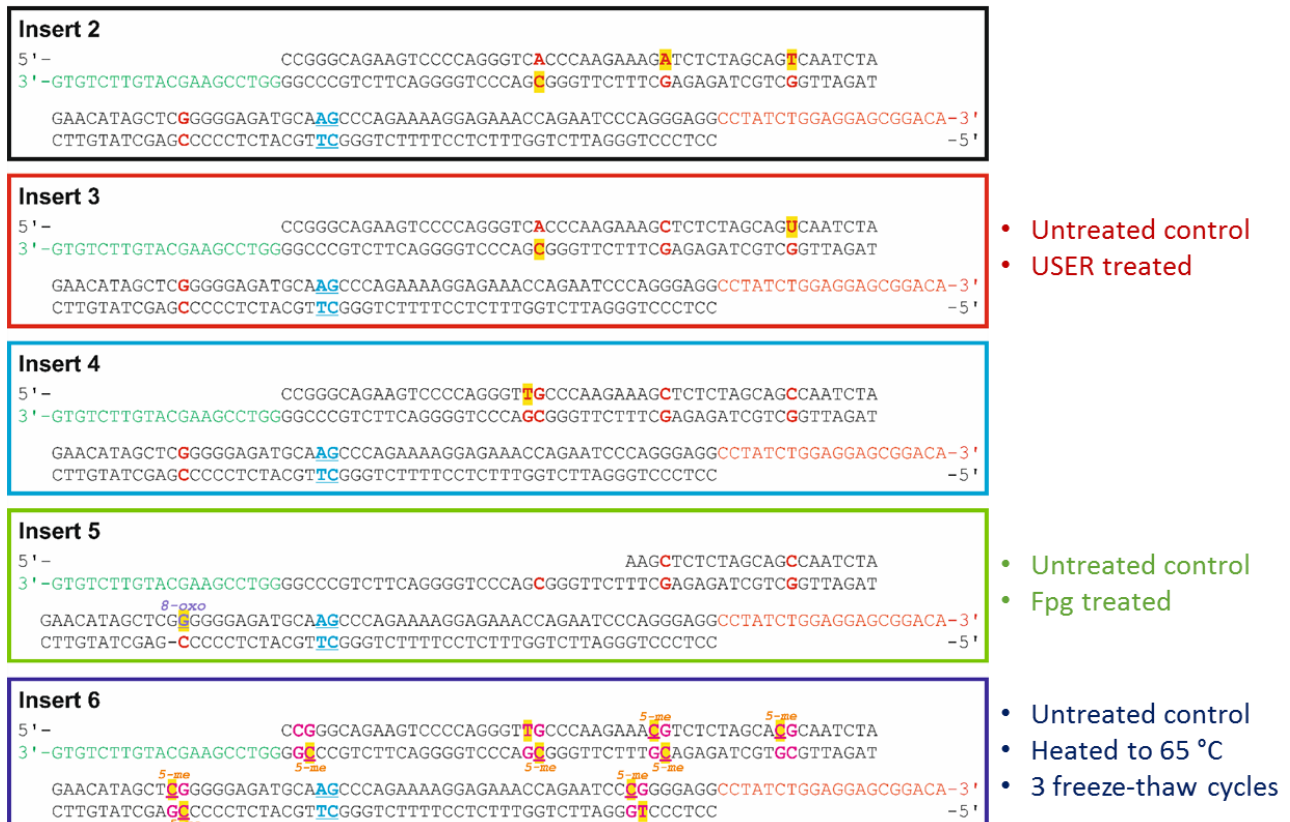 Insert 2
5'- CCGGGCAGAAGTCCCCAGGGTCACCCAAGAAAGATCTCTAGCAGTCAATCTA
3'-GTGTCTTGTACGAAGCCTGGGGCCCGTCTTCAGGGGTCCCAGCGGGTTCTTTCGAGAGATCGTCGGTTAGAT
GAACATAGCTCGGGGGAGATGCAAGCCCAGAAAAGGAGAAACCAGAATCCCAGGGAGGCCTATCTGGAGGAGCGGACA-3'
CTTGTATCGAGCCCCCTCTACGTTCGGGTCTTTTCCTCTTTGGTCTTAGGGTCCCTCC -5'
Insert 3
5'- CCGGGCAGAAGTCCCCAGGGTCACCCAAGAAAGCTCTCTAGCAGUCAATCTA
3'-GTGTCTTGTACGAAGCCTGGGGCCCGTCTTCAGGGGTCCCAGCGGGTTCTTTCGAGAGATCGTCGGTTAGAT
GAACATAGCTCGGGGGAGATGCAAGCCCAGAAAAGGAGAAACCAGAATCCCAGGGAGGCCTATCTGGAGGAGCGGACA-3'
CTTGTATCGAGCCCCCTCTACGTTCGGGTCTTTTCCTCTTTGGTCTTAGGGTCCCTCC -5'
• Untreated control
• USER treated
Insert 4
5'- CCGGGCAGAAGTCCCCAGGGTTGCCCAAGAAAGCTCTCTAGCAGCCAATCTA
3'-GTGTCTTGTACGAAGCCTGGGGCCCGTCTTCAGGGGTCCCAGCGGGTTCTTTCGAGAGATCGTCGGTTAGAT
GAACATAGCTCGGGGGAGATGCAAGCCCAGAAAAGGAGAAACCAGAATCCCAGGGAGGCCTATCTGGAGGAGCGGACA-3'
CTTGTATCGAGCCCCCTCTACGTTCGGGTCTTTTCCTCTTTGGTCTTAGGGTCCCTCC -5'
Insert 5
5'- AAGCTCTCTAGCAGCCAATCTA
3'-GTGTCTTGTACGAAGCCTGGGGCCCGTCTTCAGGGGTCCCAGCGGGTTCTTTCGAGAGATCGTCGGTTAGAT
8-oxo
GAACATAGCTCGGGGGGAGATGCAAGCCCAGAAAAGGAGAAACCAGAATCCCAGGGAGGCCTATCTGGAGGAGCGGACA-3'
CTTGTATCGAG-CCCCCTCTACGTTCGGGTCTTTTCCTCTTTGGTCTTAGGGTCCCTCC -5'
• Untreated control
• Fpg treated
Insert 6
5-me 5-me
5'- CCGGGCAGAAGTCCCCAGGGTTGCCCAAGAAACGTCTCTAGCACGCAATCTA
3'-GTGTCTTGTACGAAGCCTGGGGCCCGTCTTCAGGGGTCCCAGCGGGTTCTTTGCAGAGATCGTGCGTTAGAT
5-me 5-me 5-me
5-me 5-me
GAACATAGCTCGGGGGAGATGCAAGCCCAGAAAAGGAGAAACCAGAATCCCGGGGAGGCCTATCTGGAGGAGCGGACA-3'
CTTGTATCGAGCCCCCTCTACGTTCGGGTCTTTTCCTCTTTGGTCTTAGGGTCCCTCC -5'
• Untreated control
• Heated to 65 °C
• 3 freeze-thaw cycles